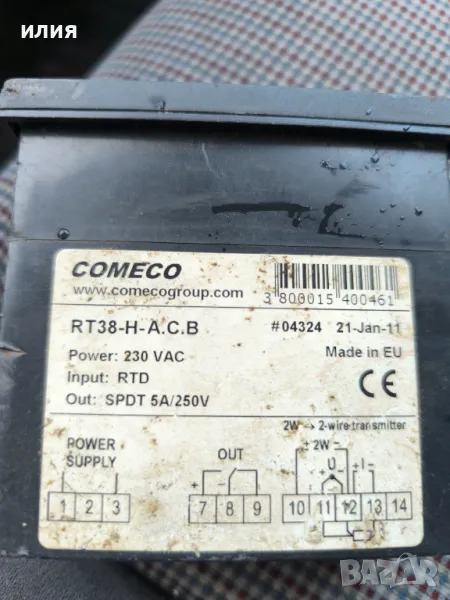 илия
COMECO
www.comecogroup.com
3 800015 400461
RT38-H-A.C.B
#04324 21-Jan-11
Power: 230 VAC
Made in EU
Input: RTD
CE
Out: SPDT 5A/250V
2W → 2-wire transmitter
POWER
SUPPLY
OUT
+ 2W -
U
+ I -
+ -
1 2 3
7 8 9
10 11 12 13 14
bazar